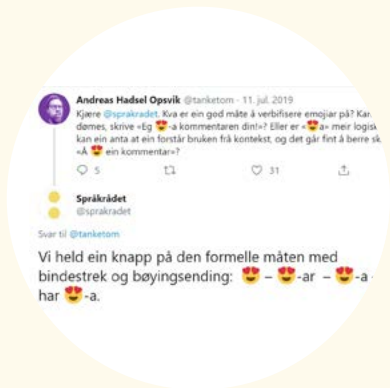 Andreas Hadsel Opsvik @tanketom · 11. jul. 2019
Kjære @sprakradet. Kva er ein god måte å verbifisere emojiar på? Kan
dømes, skrive «Eg 😍-a kommentaren din!»? Eller er «😍a» meir logisk
kan ein anta at ein forstår bruken frå kontekst, og det går fint å berre
«Å 😍 ein kommentar»?
5 31
Språkrådet
@sprakradet
Svar til @tanketom
Vi held ein knapp på den formelle måten med
bindestrek og bøyingsending: 😍 – 😍-ar – 😍-a
har 😍-a.